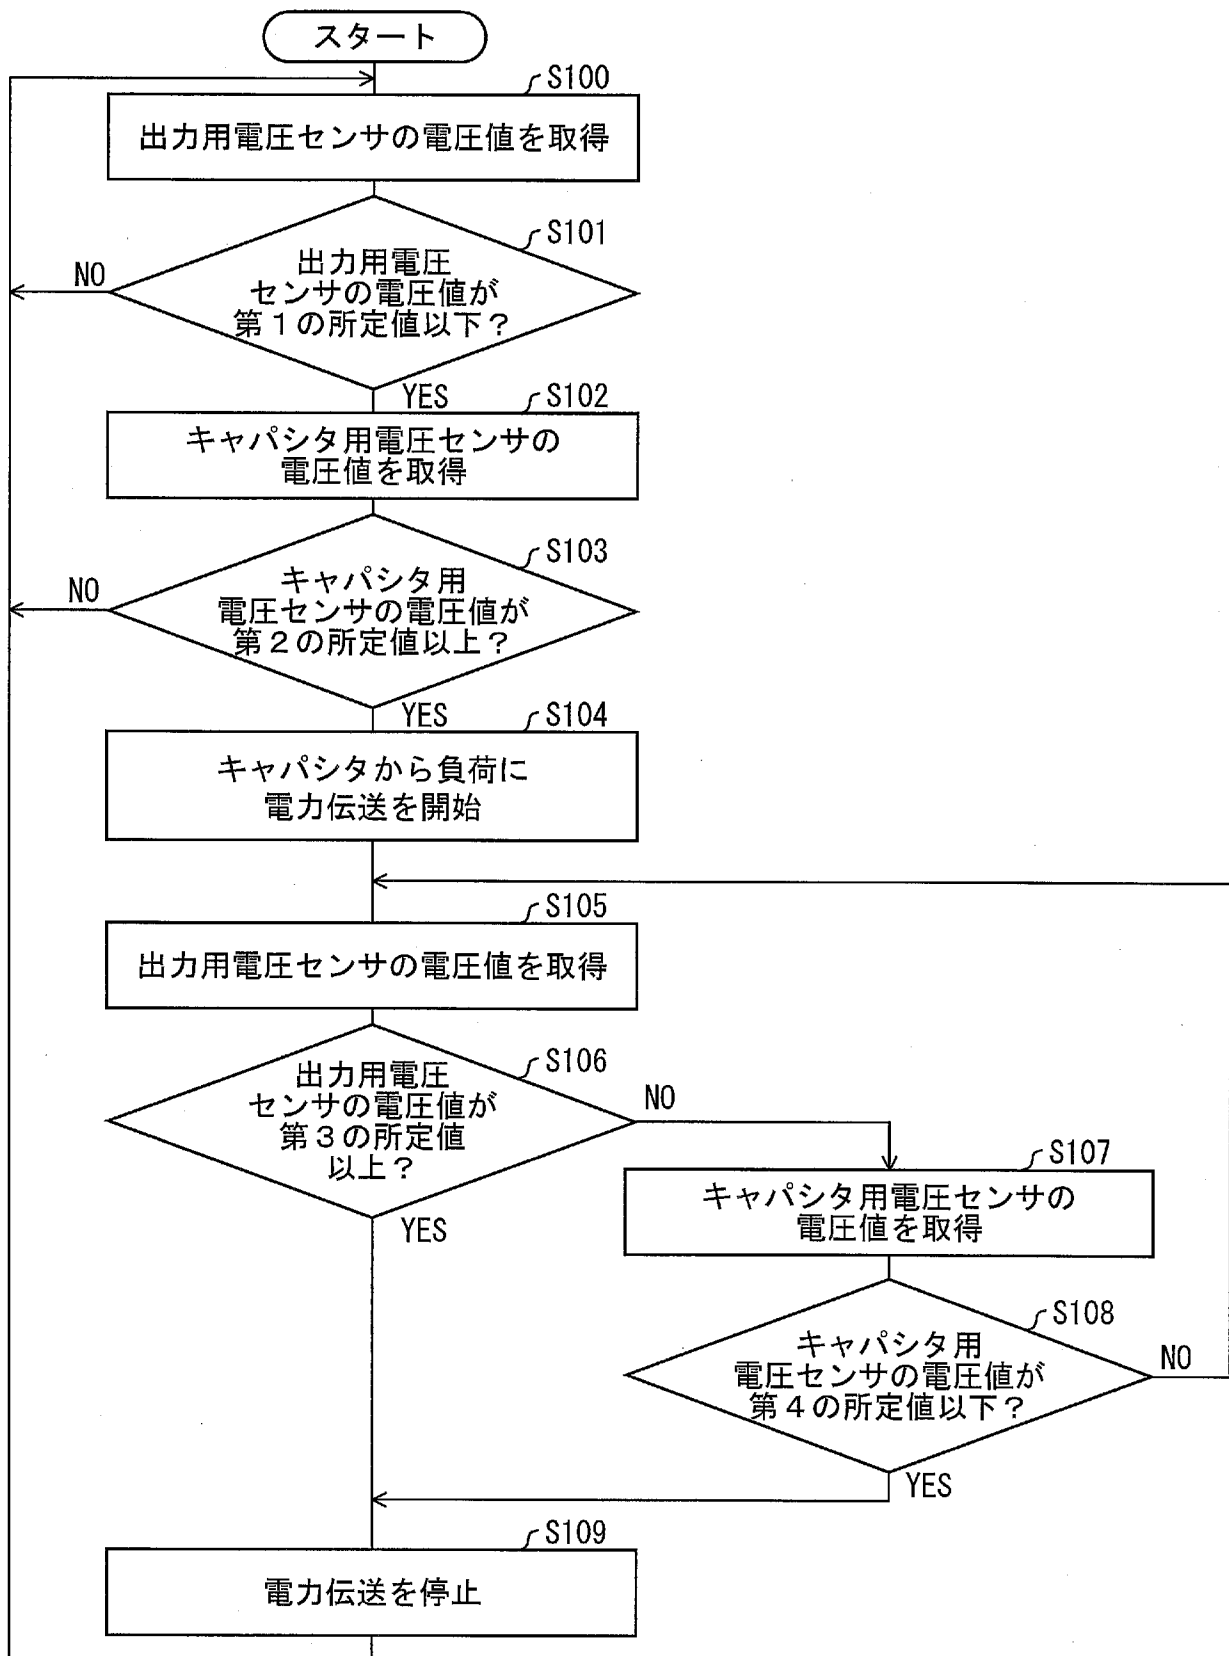 スタート
S100
出力用電圧センサの電圧値を取得
S101
出力用電圧
センサの電圧値が
第1の所定値以下?
NO
YES
S102
キャパシタ用電圧センサの
電圧値を取得
S103
キャパシタ用
電圧センサの電圧値が
第2の所定値以上?
NO
YES
S104
キャパシタから負荷に
電力伝送を開始
S105
出力用電圧センサの電圧値を取得
S106
出力用電圧
センサの電圧値が
第3の所定値
以上?
NO
YES
S107
キャパシタ用電圧センサの
電圧値を取得
S108
キャパシタ用
電圧センサの電圧値が
第4の所定値以下?
NO
YES
S109
電力伝送を停止